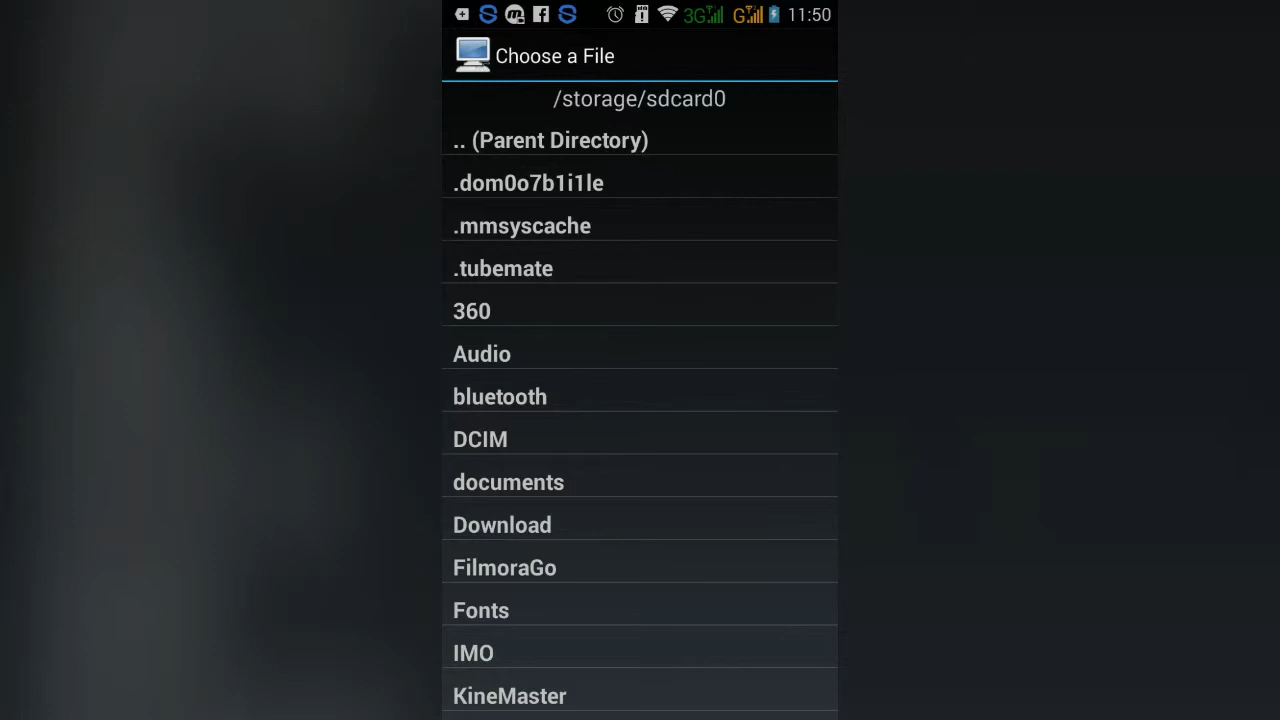 3G G 11:50
Choose a File
/storage/sdcard0
.. (Parent Directory)
.dom0o7b1i1le
.mmsyscache
.tubemate
360
Audio
bluetooth
DCIM
documents
Download
FilmoraGo
Fonts
IMO
KineMaster